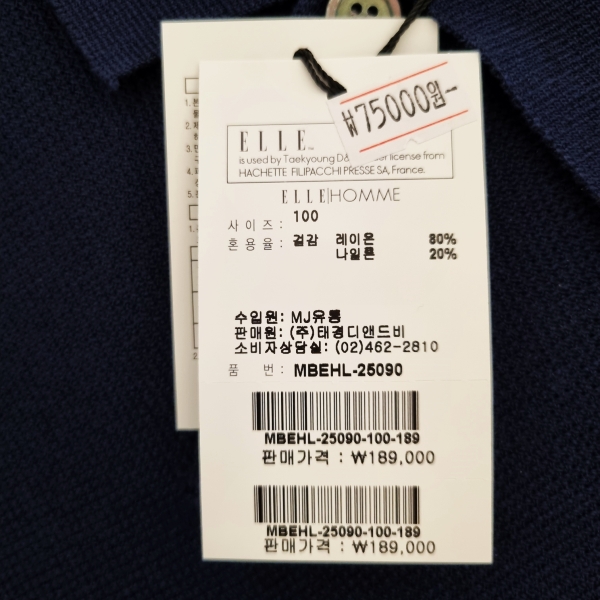 ₩75000원-
ELLE
is used by Taekyoung D& license from
HACHETTE FILIPACCHI PRESSE SA, France.
ELLE HOMME
사 이 즈 : 100
혼 용 율 : 겉감 레이온 80%
나일론 20%
수입원: MJ유통
판매원: (주)태경디앤드비
소비자상담실: (02)462-2810
품 번: MBEHL-25090
MBEHL-25090-100-189
판매가격 : ₩189,000
MBEHL-25090-100-189
판매가격 : ₩189,000